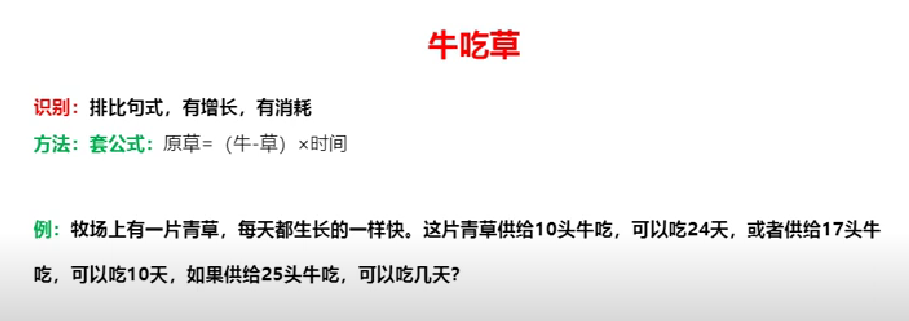 牛吃草
识别：排比句式，有增长，有消耗
方法：套公式：原草=（牛-草）×时间
例：牧场上有一片青草，每天都生长的一样快。这片青草供给10头牛吃，可以吃24天，或者供给17头牛
吃，可以吃10天，如果供给25头牛吃，可以吃几天?